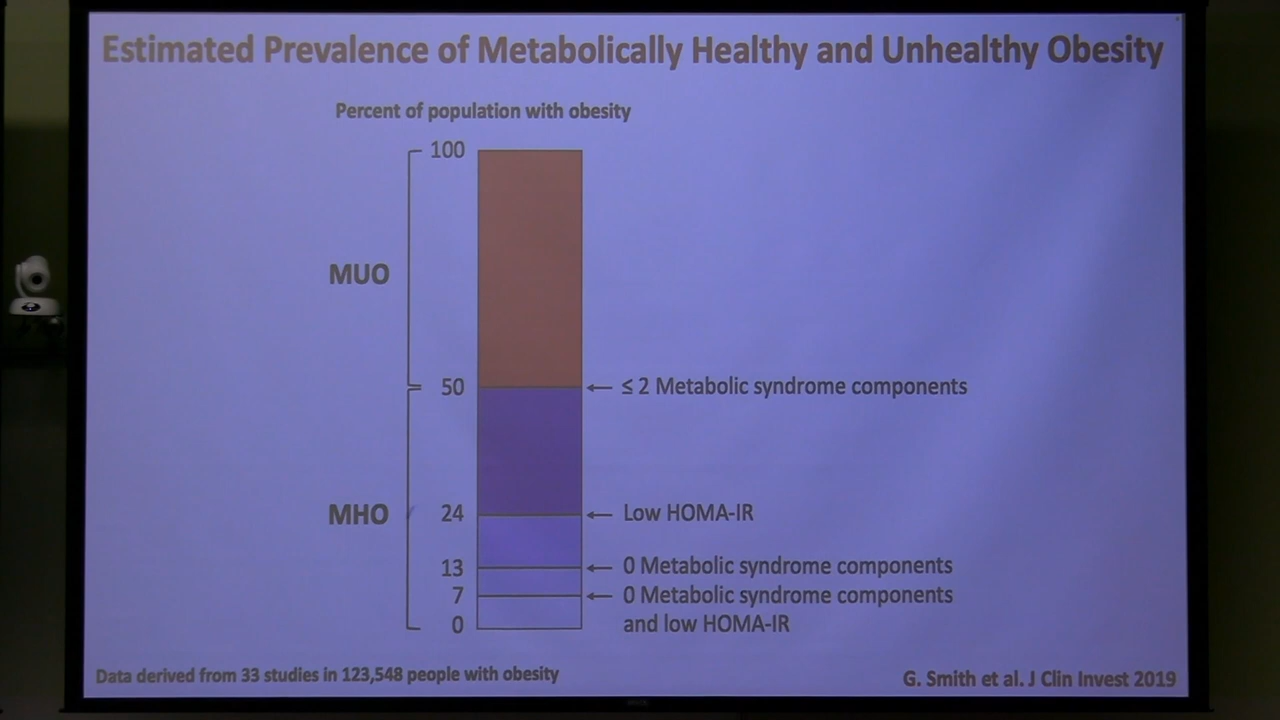 Estimated Prevalence of Metabolically Healthy and Unhealthy Obesity
Percent of population with obesity
100
MUO
50
≤ 2 Metabolic syndrome components
MHO
24
Low HOMA-IR
13
0 Metabolic syndrome components
7
0 Metabolic syndrome components
0
and low HOMA-IR
Data derived from 33 studies in 123,548 people with obesity
G. Smith et al. J Clin Invest 2019